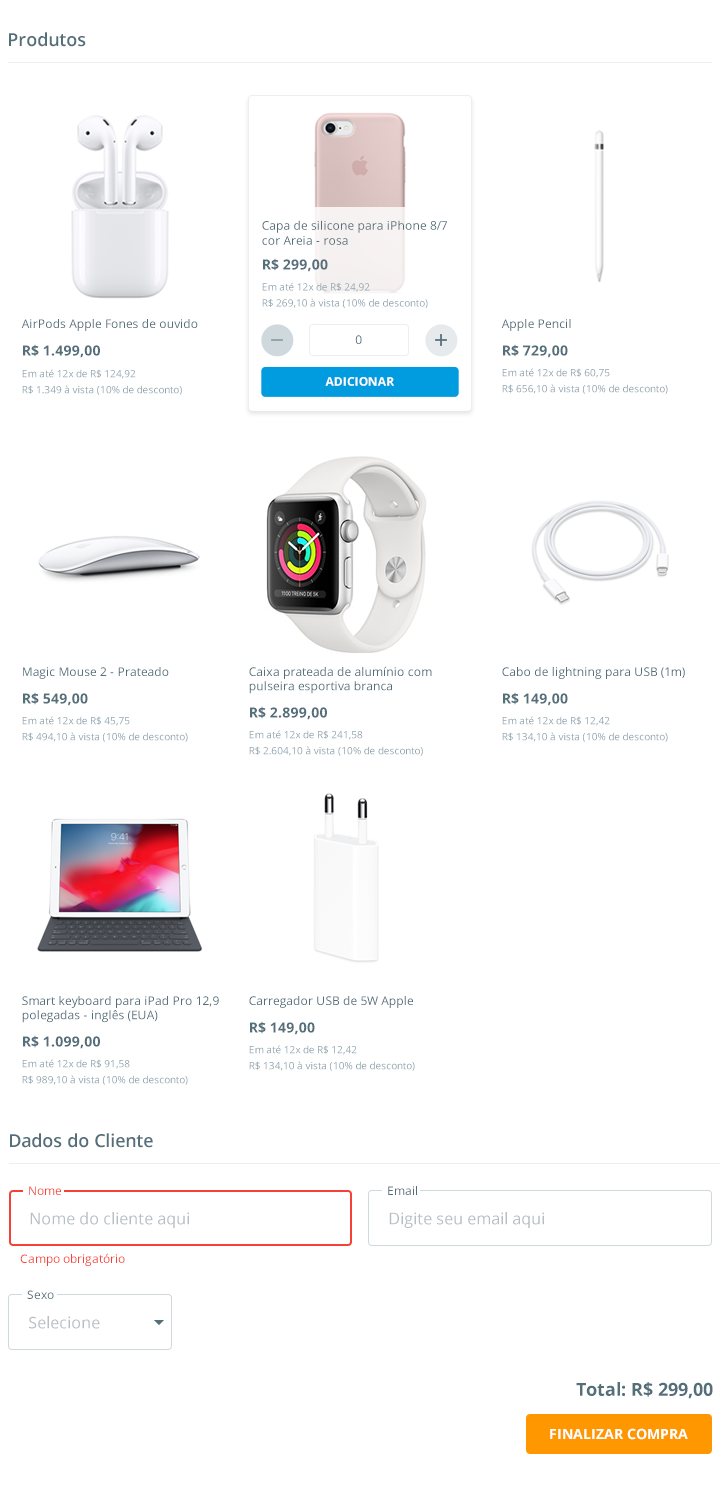 Produtos
AirPods Apple Fones de ouvido
R$ 1.499,00
Em até 12x de R$ 124,92
R$ 1.349 à vista (10% de desconto)
Capa de silicone para iPhone 8/7
cor Areia - rosa
R$ 299,00
Em até 12x de R$ 24,92
R$ 269,10 à vista (10% de desconto)
0
ADICIONAR
Apple Pencil
R$ 729,00
Em até 12x de R$ 60,75
R$ 656,10 à vista (10% de desconto)
Magic Mouse 2 - Prateado
R$ 549,00
Em até 12x de R$ 45,75
R$ 494,10 à vista (10% de desconto)
11:00 TREINO DE 5K
Caixa prateada de alumínio com
pulseira esportiva branca
R$ 2.899,00
Em até 12x de R$ 241,58
R$ 2.604,10 à vista (10% de desconto)
Cabo de lightning para USB (1m)
R$ 149,00
Em até 12x de R$ 12,42
R$ 134,10 à vista (10% de desconto)
9:41
Smart keyboard para iPad Pro 12,9
polegadas - inglês (EUA)
R$ 1.099,00
Em até 12x de R$ 91,58
R$ 989,10 à vista (10% de desconto)
Carregador USB de 5W Apple
R$ 149,00
Em até 12x de R$ 12,42
R$ 134,10 à vista (10% de desconto)
Dados do Cliente
Nome
Nome do cliente aqui
Campo obrigatório
Email
Digite seu email aqui
Sexo
Selecione
Total: R$ 299,00
FINALIZAR COMPRA